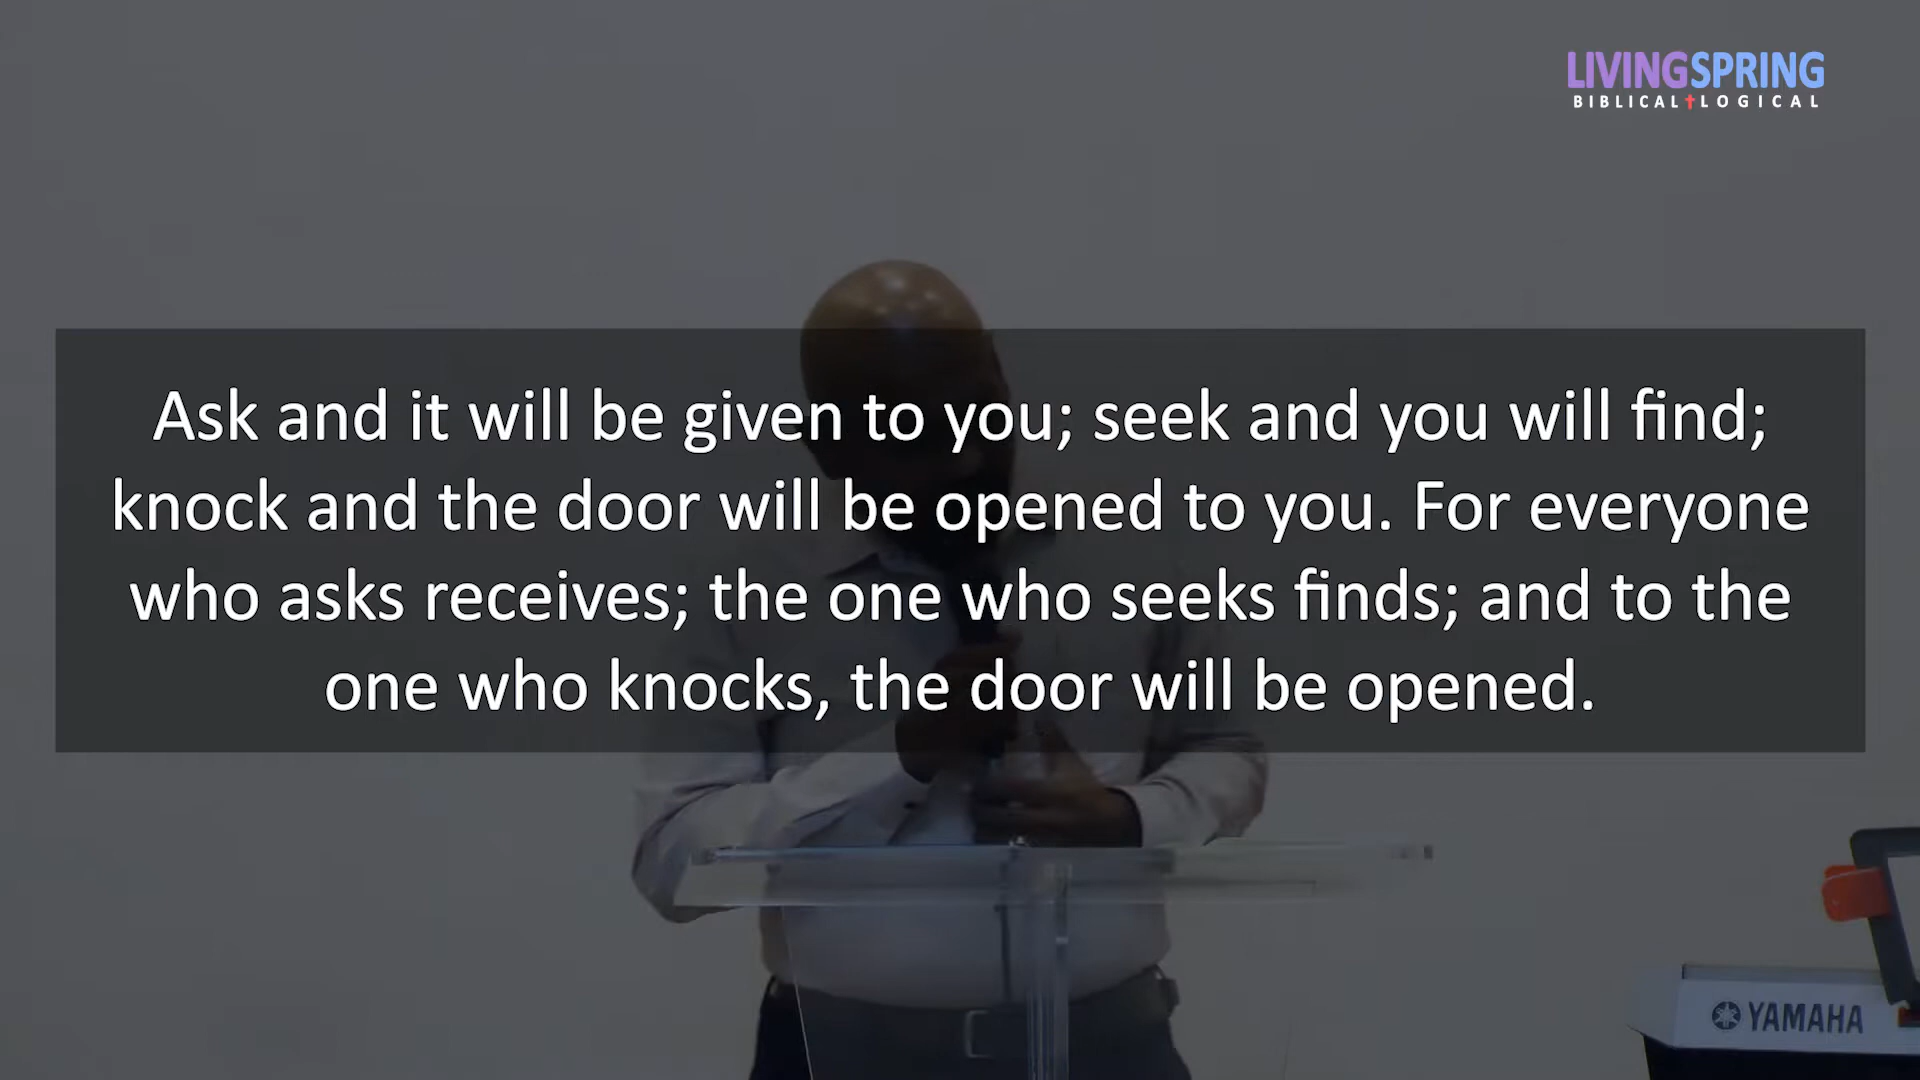 LIVINGSPRING
BIBLICAL✝LOGICAL
Ask and it will be given to you; seek and you will find;
knock and the door will be opened to you. For everyone
who asks receives; the one who seeks finds; and to the
one who knocks, the door will be opened.
YAMAHA